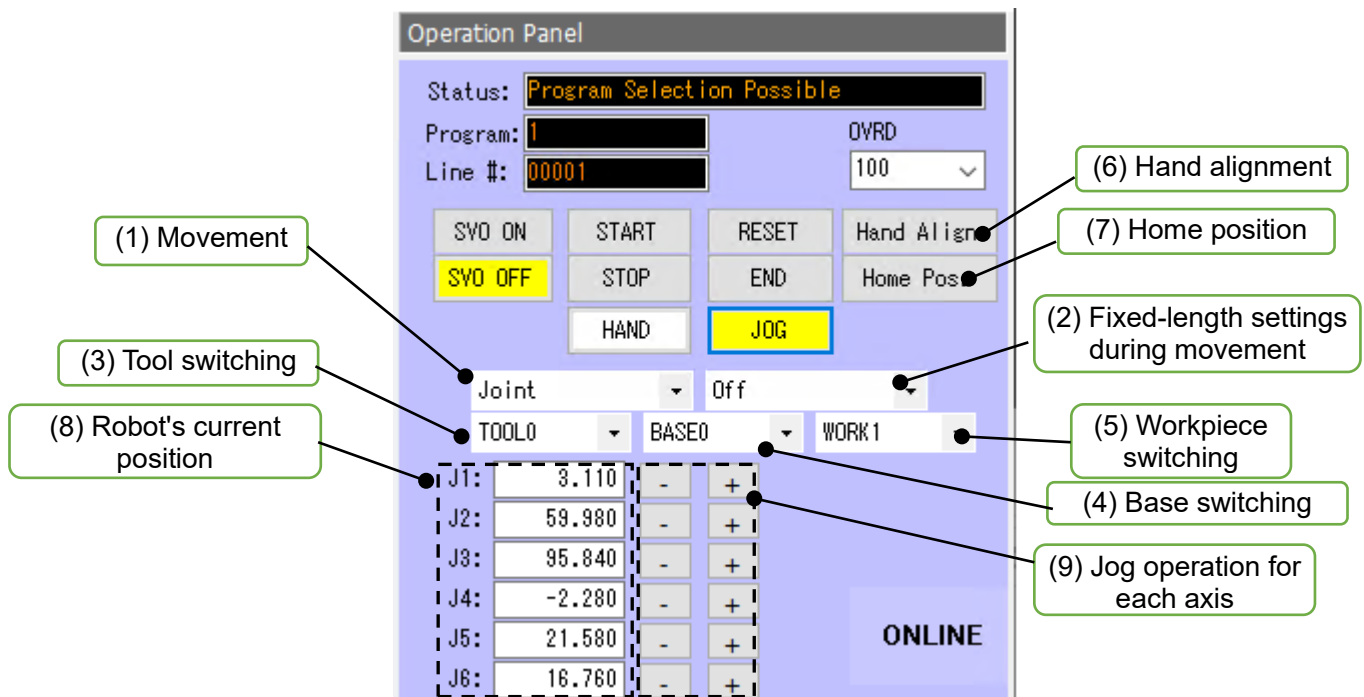 Operation Panel
Status: Program Selection Possible
Program: 1
OVRD
Line #: 00001
100
(6) Hand alignment
SVO ON START RESET Hand Align
(1) Movement
(7) Home position
SVO OFF STOP END Home Pos
HAND JOG
(2) Fixed-length settings
during movement
(3) Tool switching
Joint Off
TOOL0 BASE0 WORK1
(8) Robot's current
position
(5) Workpiece
switching
J1: 3.110 - +
(4) Base switching
J2: 59.980 - +
J3: 95.840 - +
(9) Jog operation for
each axis
J4: -2.280 - +
J5: 21.580 - +
ONLINE
J6: 16.760 - +